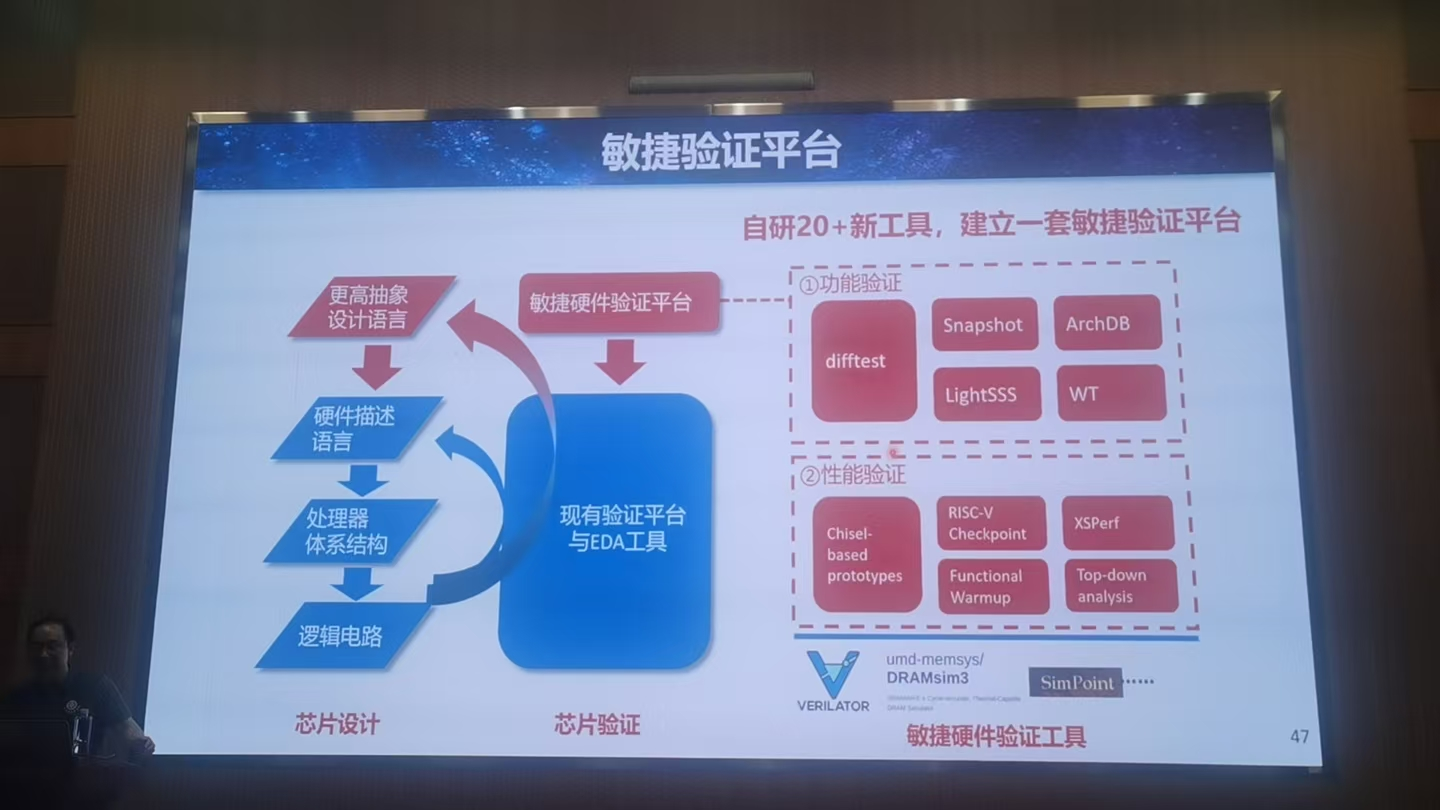 敏捷验证平台
自研20+新工具，建立一套敏捷验证平台
更高抽象
设计语言
硬件描述
语言
处理器
体系结构
逻辑电路
芯片设计
敏捷硬件验证平台
现有验证平台
与EDA工具
芯片验证
①功能验证
difftest
Snapshot
ArchDB
LightSSS
WT
②性能验证
Chisel-
based
prototypes
RISC-V
Checkpoint
XSPerf
Functional
Warmup
Top-down
analysis
VERILATOR
umd-memsys/
DRAMsim3
SimPoint
······
敏捷硬件验证工具
47